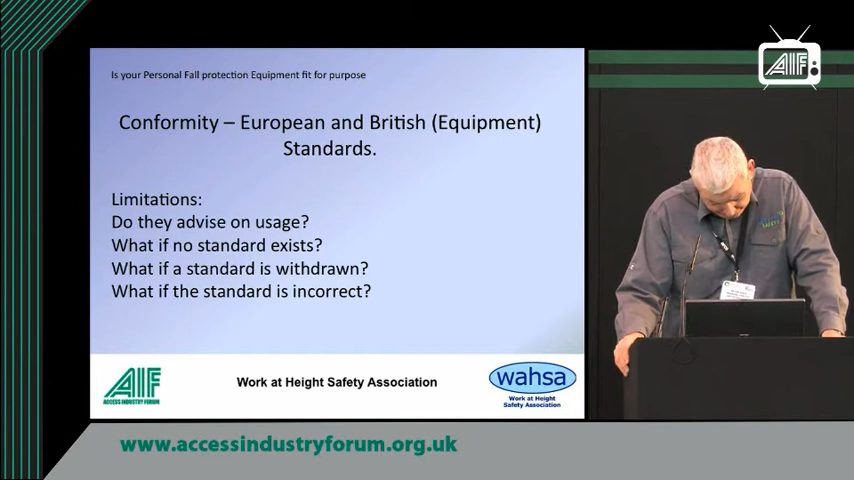 Is your Personal Fall protection Equipment fit for purpose
AIF
Conformity – European and British (Equipment)
Standards.
Limitations:
Do they advise on usage?
What if no standard exists?
What if a standard is withdrawn?
What if the standard is incorrect?
AIF
ACCESS INDUSTRY FORUM
Work at Height Safety Association
wahsa
Work at Height
Safety Association
www.accessindustryforum.org.uk